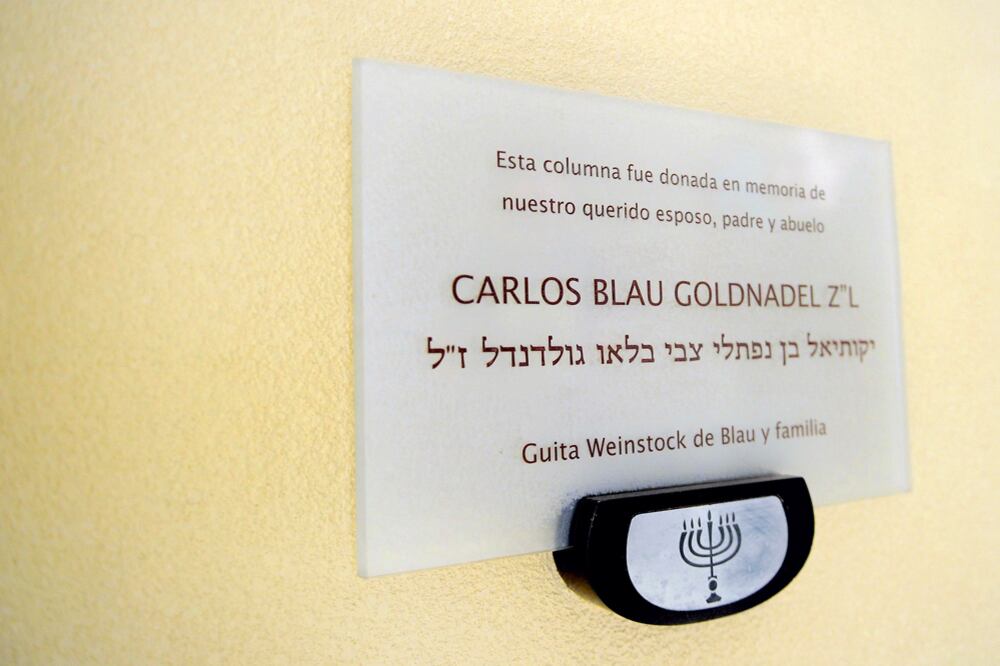 Esta columna fue donada en memoria de
nuestro querido esposo, padre y abuelo
CARLOS BLAU GOLDNADEL Z"L
יקותיאל בן נפתלי צבי בלאו גולדנדל ז"ל
Guita Weinstock de Blau y familia